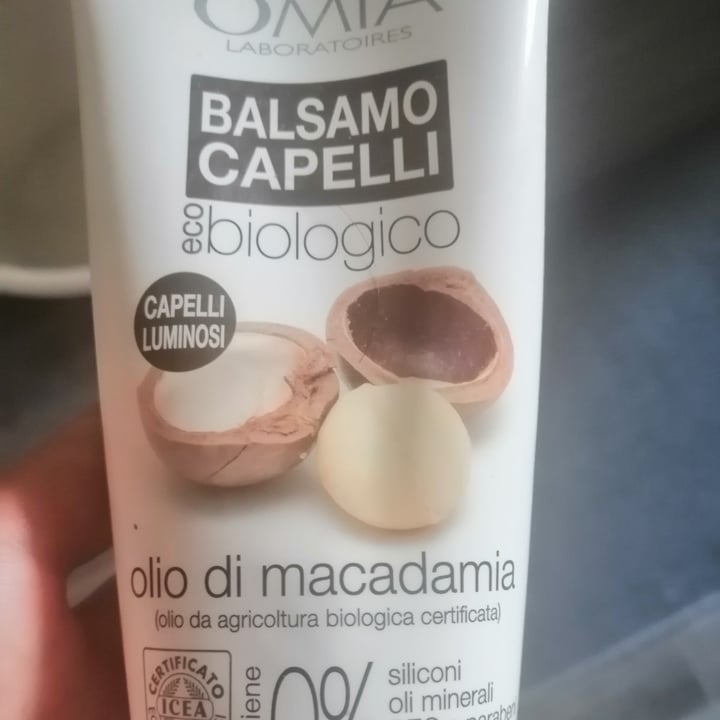 OMIA
LABORATOIRES
BALSAMO
CAPELLI
eco biologico
CAPELLI
LUMINOSI
olio di macadamia
(olio da agricoltura biologica certificata)
CERTIFICATO
ICEA
0%
siliconi
oli minerali